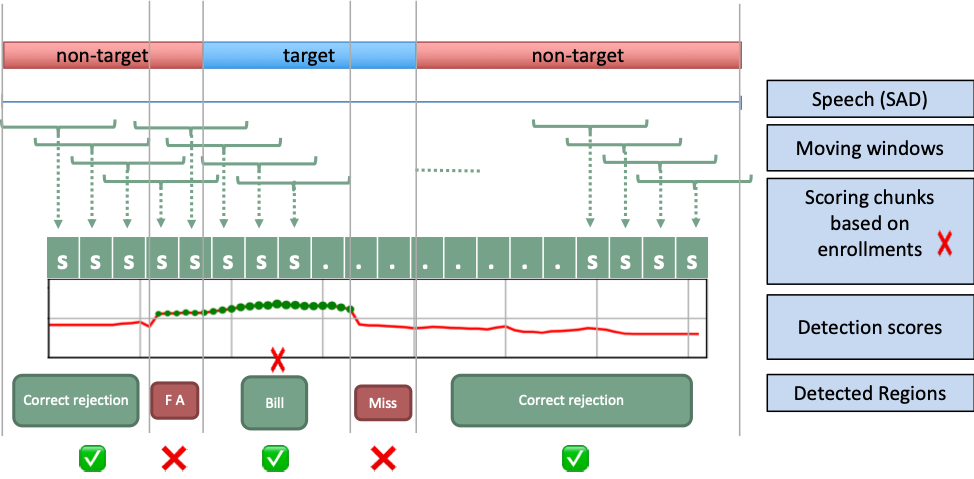 non-target target non-target
Speech (SAD)
Moving windows
Scoring chunks
based on
enrollments
S S S S S S S S . . . . . . . . S S S S
Detection scores
Correct rejection F A Bill Miss Correct rejection
Detected Regions